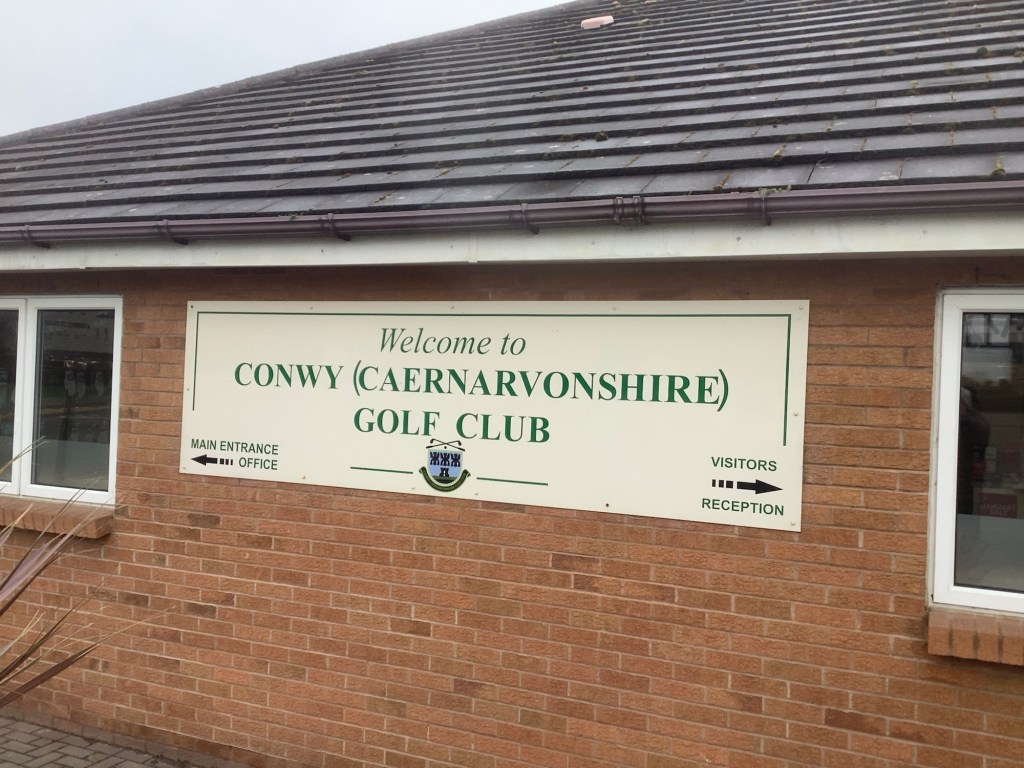 Welcome to
CONWY (CAERNARVONSHIRE)
GOLF CLUB
MAIN ENTRANCE
OFFICE
VISITORS
RECEPTION